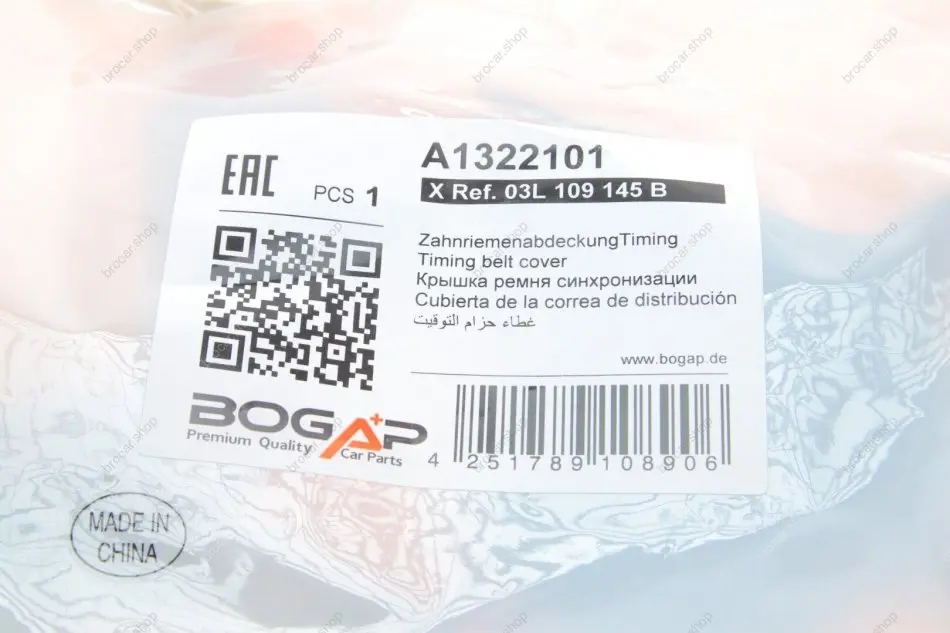 EAC
PCS 1
A1322101
X Ref. 03L 109 145 B
ZahnriemenabdeckungTiming
Timing belt cover
Крышка ремня синхронизации
Cubierta de la correa de distribución
غطاء حزام التوقيت
www.bogap.de
BOGAP
Premium Quality Car Parts
4 251789 108906
MADE IN
CHINA
brocar.shop